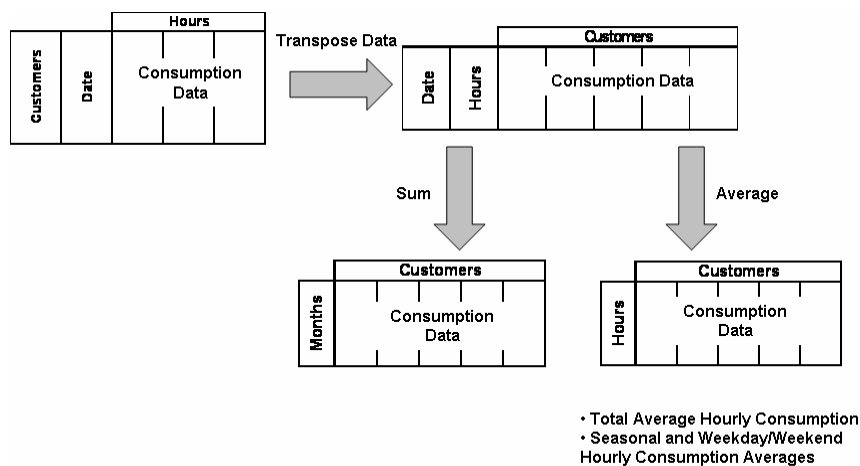 Hours
Customers
Date
Consumption
Data
Transpose Data
Customers
Date
Hours
Consumption Data
Sum
Average
Customers
Months
Consumption
Data
Customers
Hours
Consumption
Data
• Total Average Hourly Consumption
• Seasonal and Weekday/Weekend
Hourly Consumption Averages